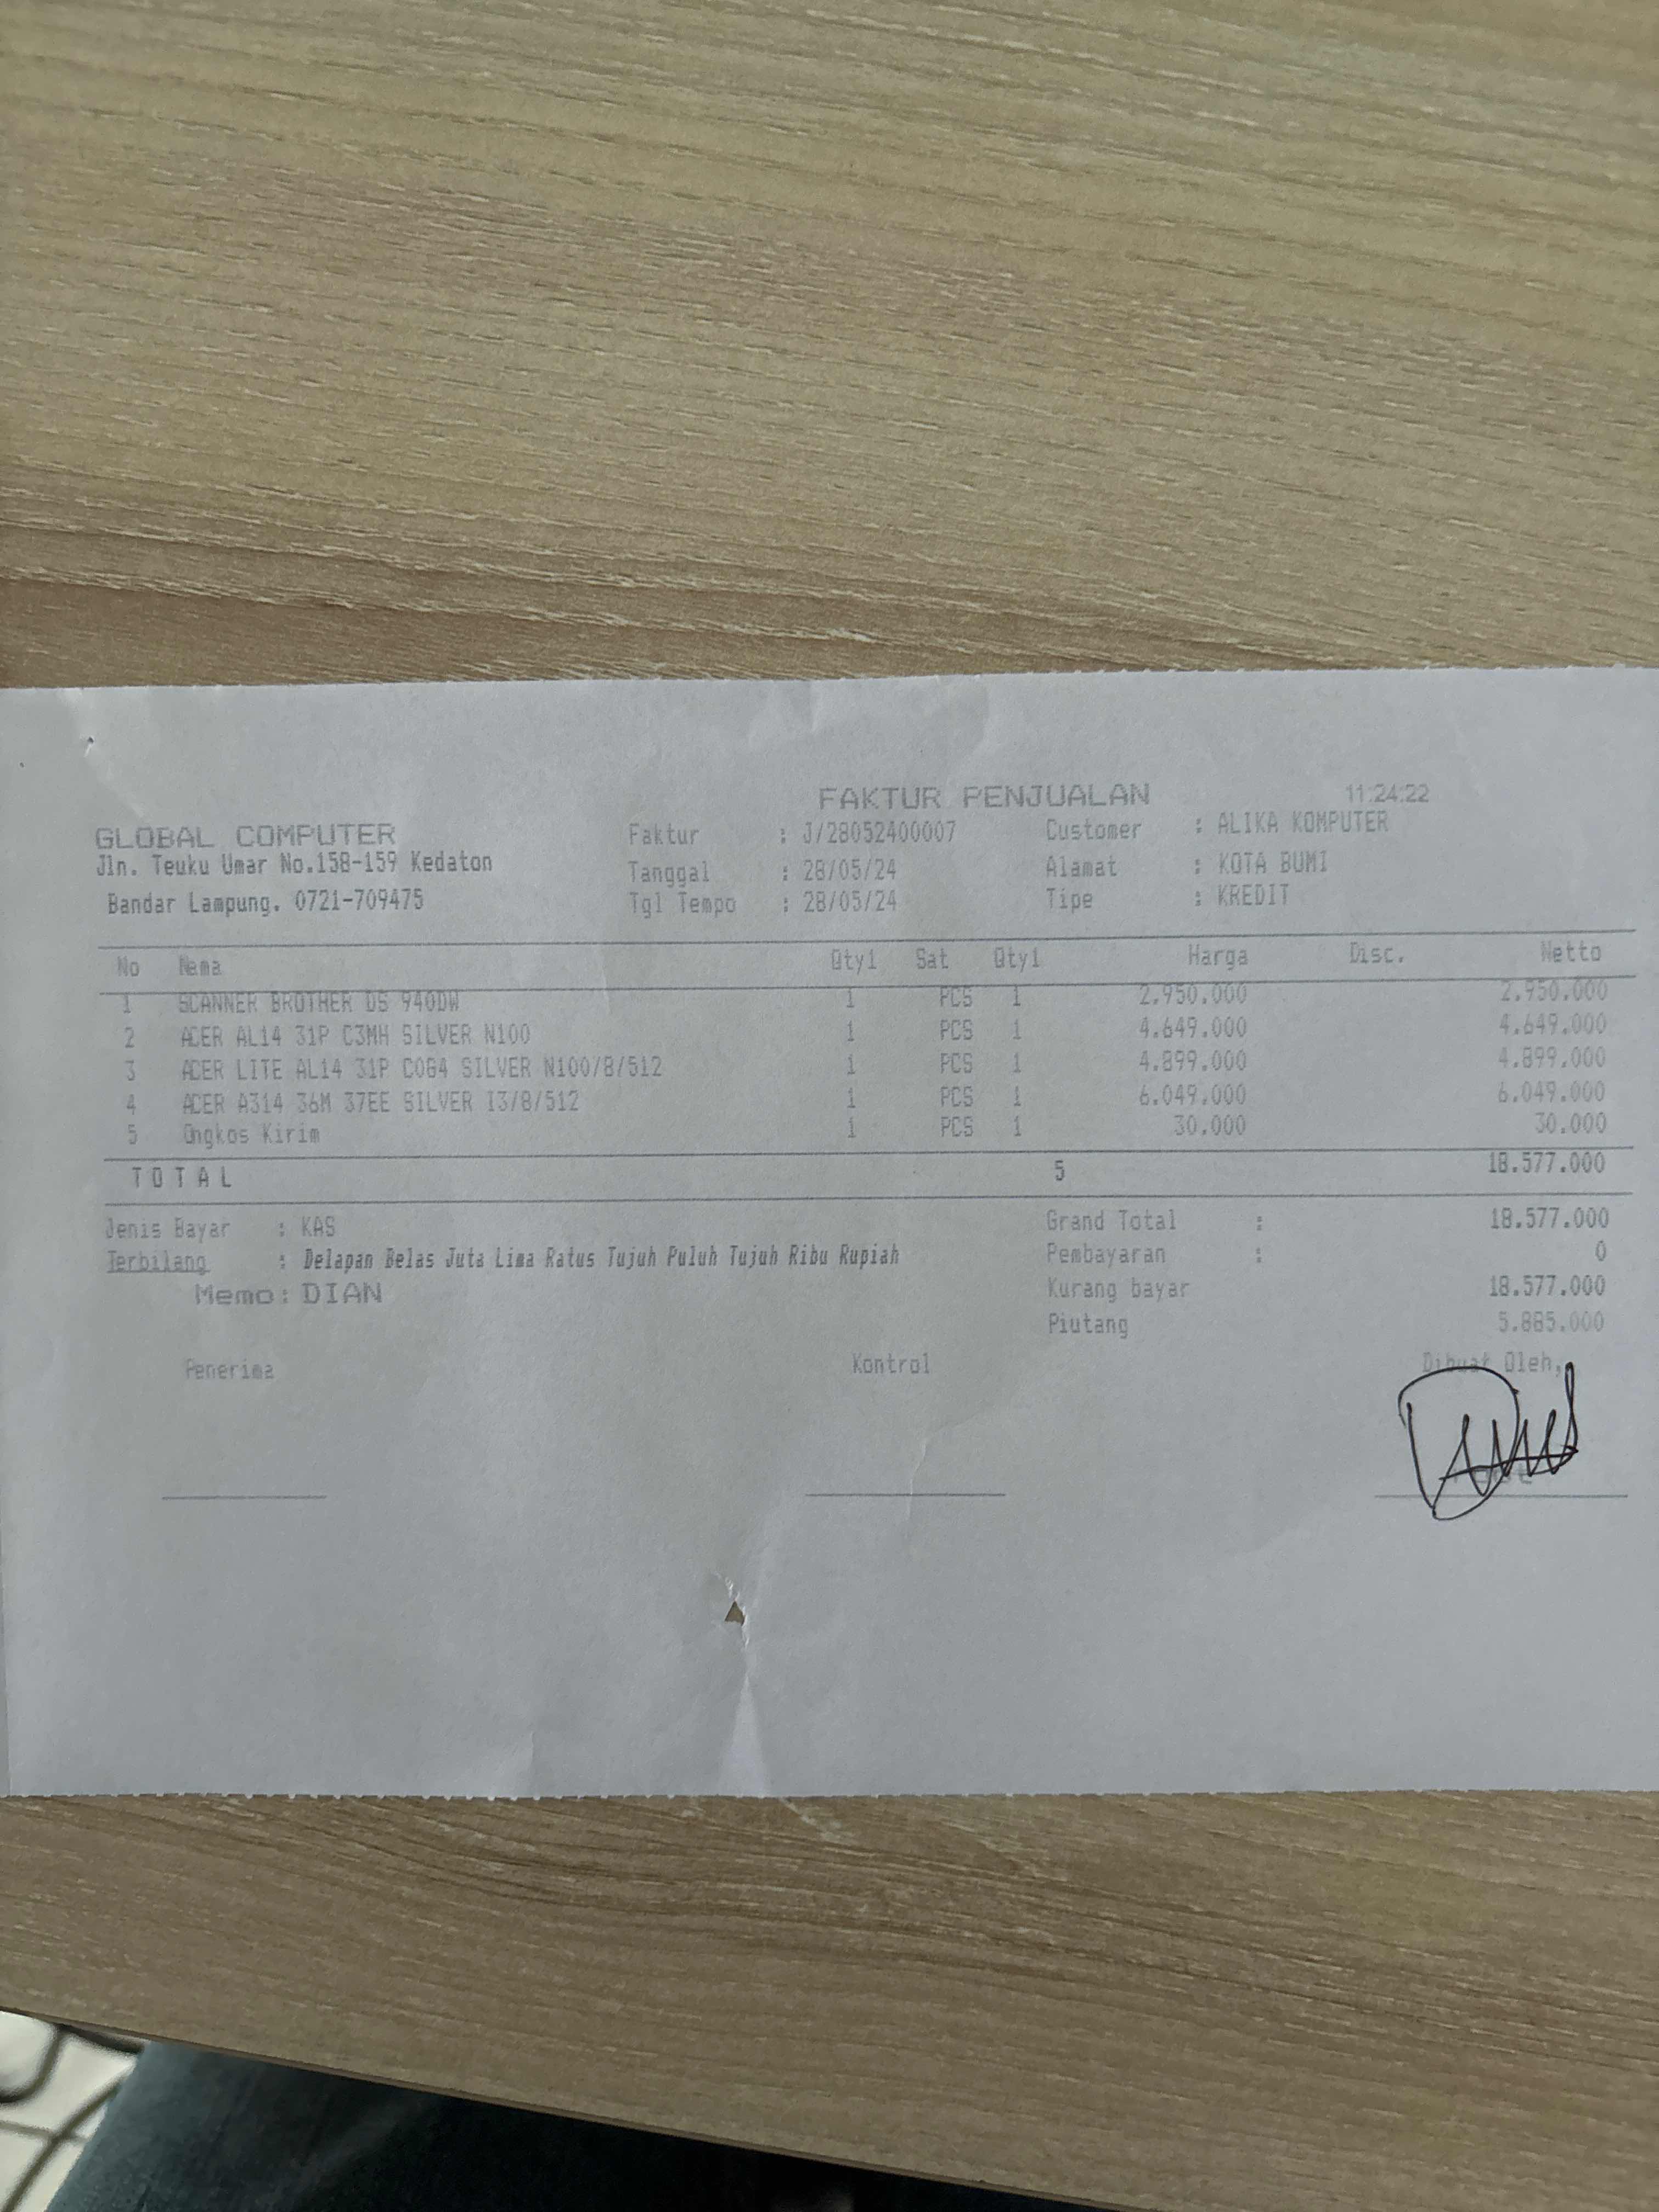 FAKTUR PENJUALAN 11:24:22
GLOBAL COMPUTER Faktur : J/28052400007 Customer : ALIKA KOMPUTER
Jln. Teuku Umar No.158-159 Kedaton Tanggal : 28/05/24 Alamat : KOTA BUMI
Bandar Lampung. 0721-709475 Tgl Tempo : 28/05/24 Tipe : KREDIT
No Nama Qty1 Sat Qty1 Harga Disc. Netto
1 SCANNER BROTHER DS 940DW 1 PCS 1 2.950.000 2.950.000
2 ACER AL14 31P C3MH SILVER N100 1 PCS 1 4.649.000 4.649.000
3 ACER LITE AL14 31P C0G4 SILVER N100/8/512 1 PCS 1 4.899.000 4.899.000
4 ACER A314 36M 37EE SILVER I3/8/512 1 PCS 1 6.049.000 6.049.000
5 Ongkos Kirim 1 PCS 1 30.000 30.000
T O T A L 5 18.577.000
Jenis Bayar : KAS Grand Total : 18.577.000
Terbilang : Delapan Belas Juta Lima Ratus Tujuh Puluh Tujuh Ribu Rupiah Pembayaran : 0
Memo : DIAN Kurang bayar 18.577.000
Piutang 5.885.000
Penerima Kontrol Dibuat Oleh,